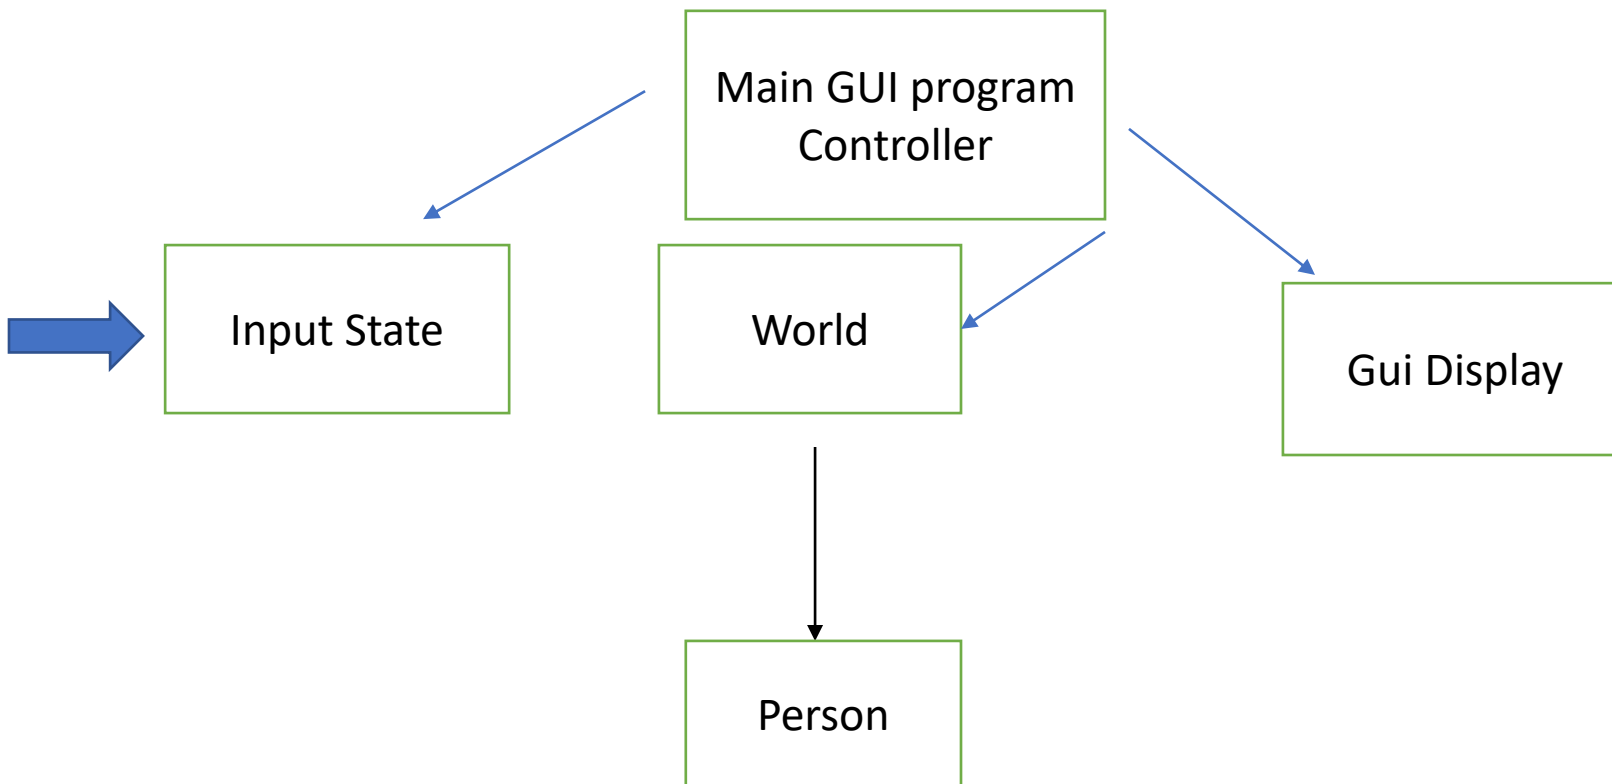 Main GUI program
Controller
Input State
World
Gui Display
Person